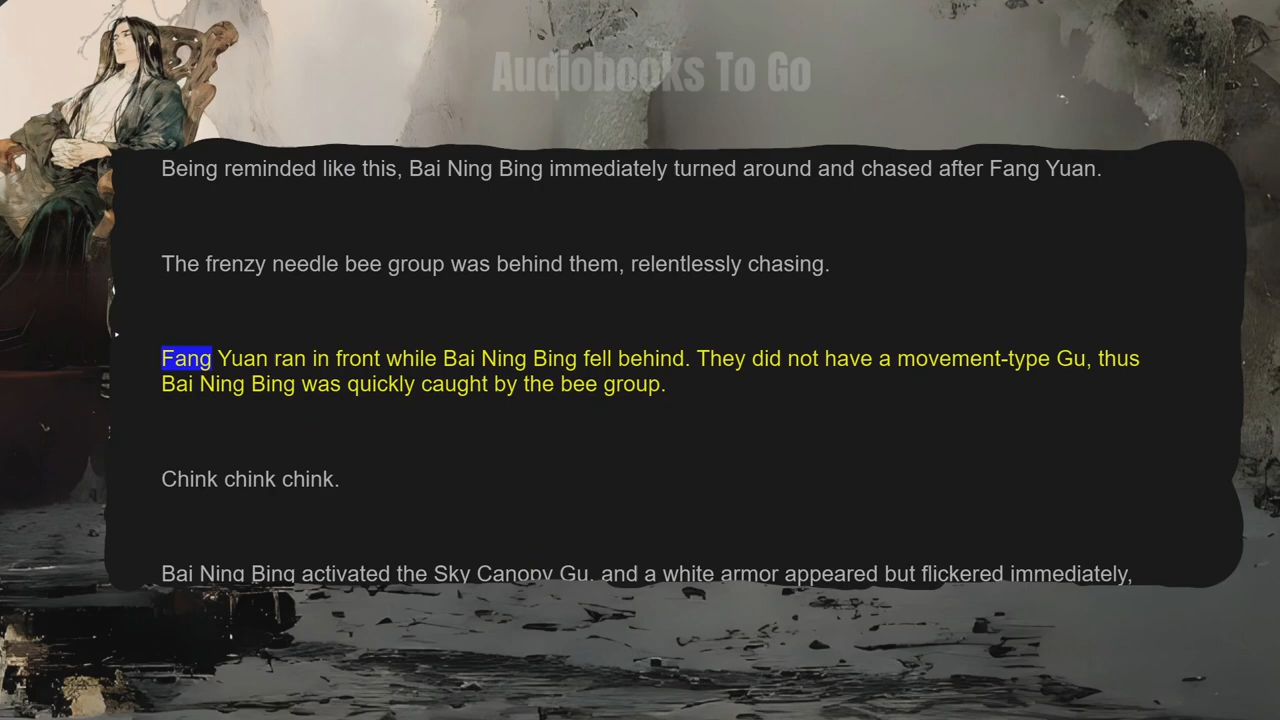 Audiobooks To Go
Being reminded like this, Bai Ning Bing immediately turned around and chased after Fang Yuan.
The frenzy needle bee group was behind them, relentlessly chasing.
Fang Yuan ran in front while Bai Ning Bing fell behind. They did not have a movement-type Gu, thus
Bai Ning Bing was quickly caught by the bee group.
Chink chink chink.
Bai Ning Bing activated the Sky Canopy Gu, and a white armor appeared but flickered immediately,